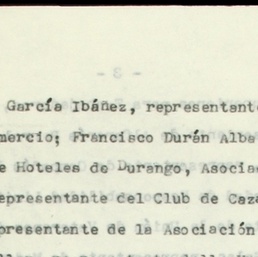 - 3 -
García Ibáñez, representant
mercio; Francisco Durán Alba
e Hoteles de Durango, Asocia
epresentante del Club de Caz
presentante de la Asociación